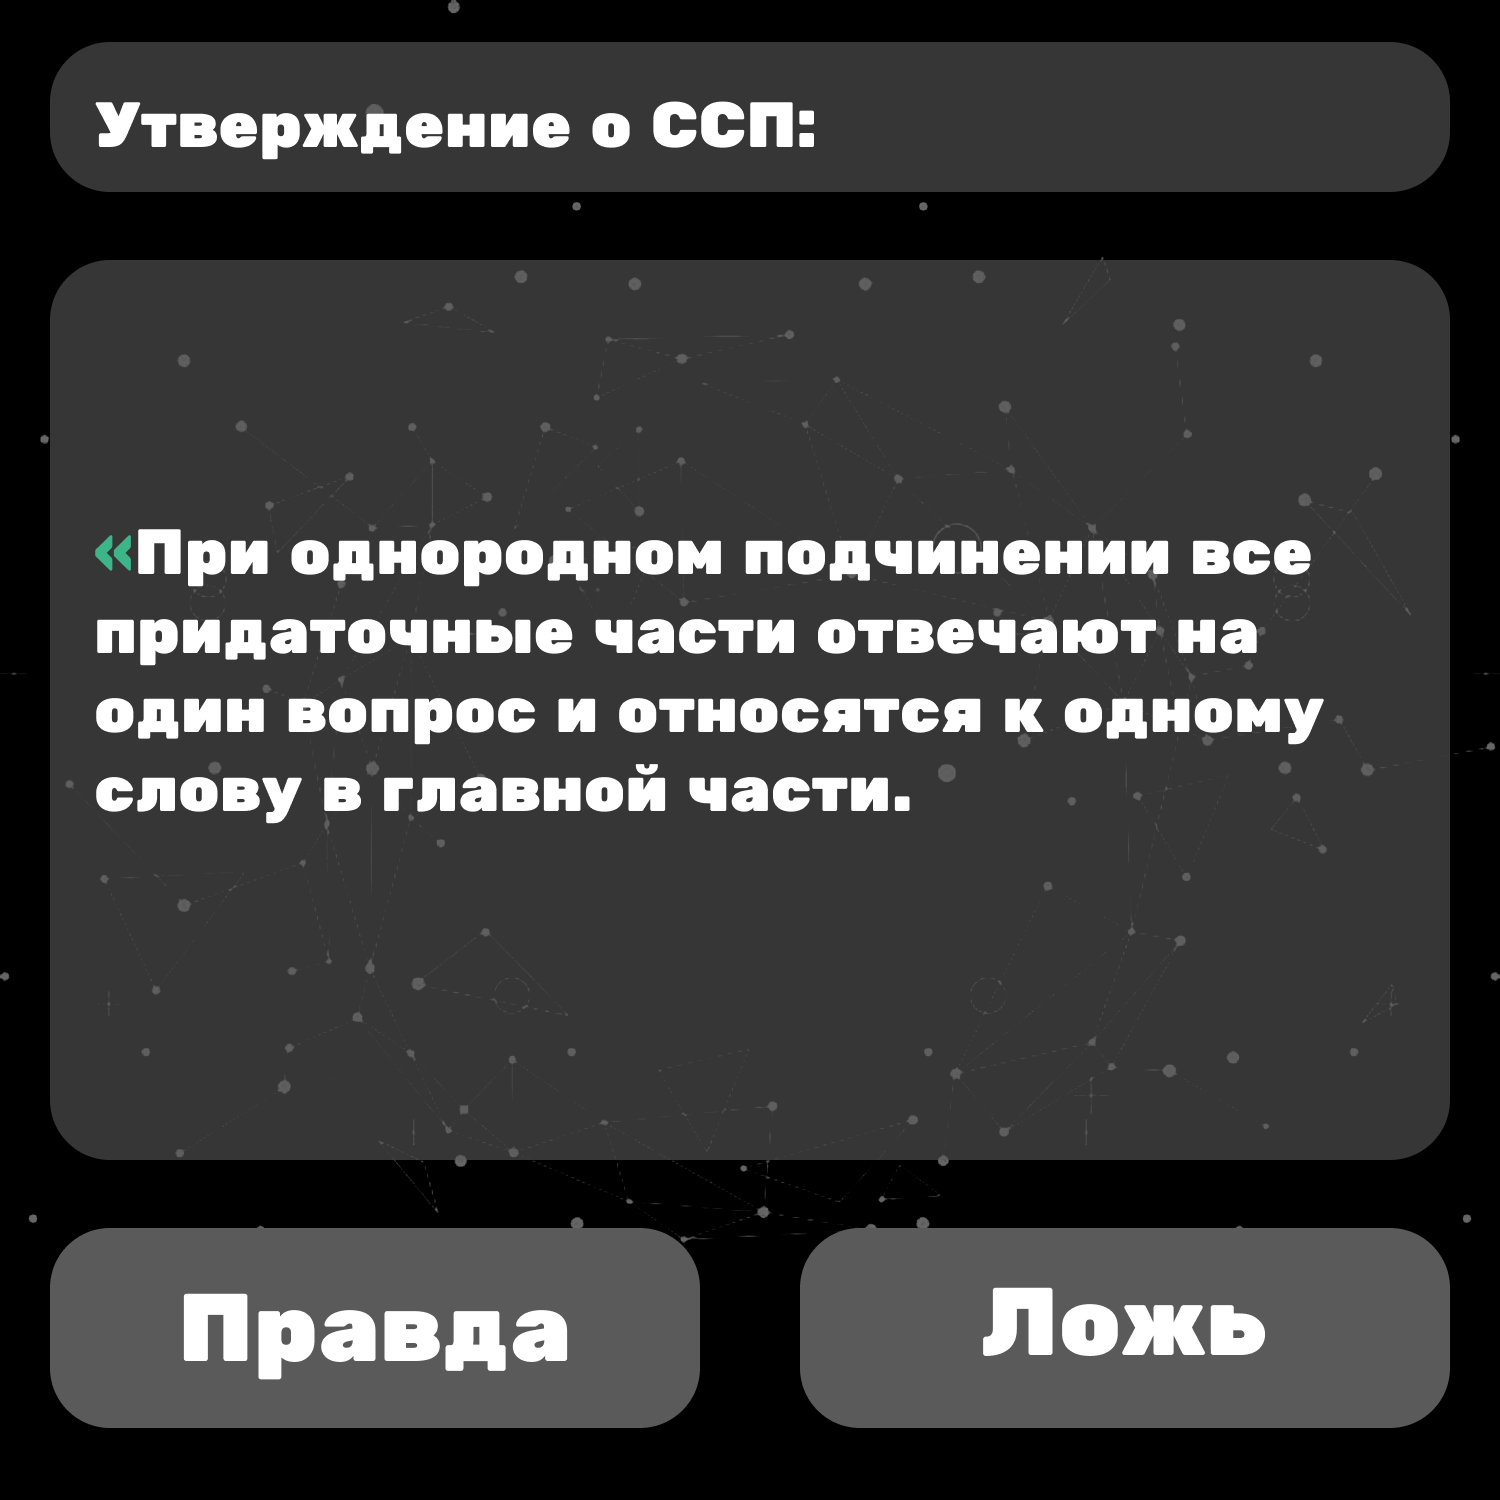 Утверждение о ССП:
«При однородном подчинении все
придаточные части отвечают на
один вопрос и относятся к одному
слову в главной части.
Правда
Ложь